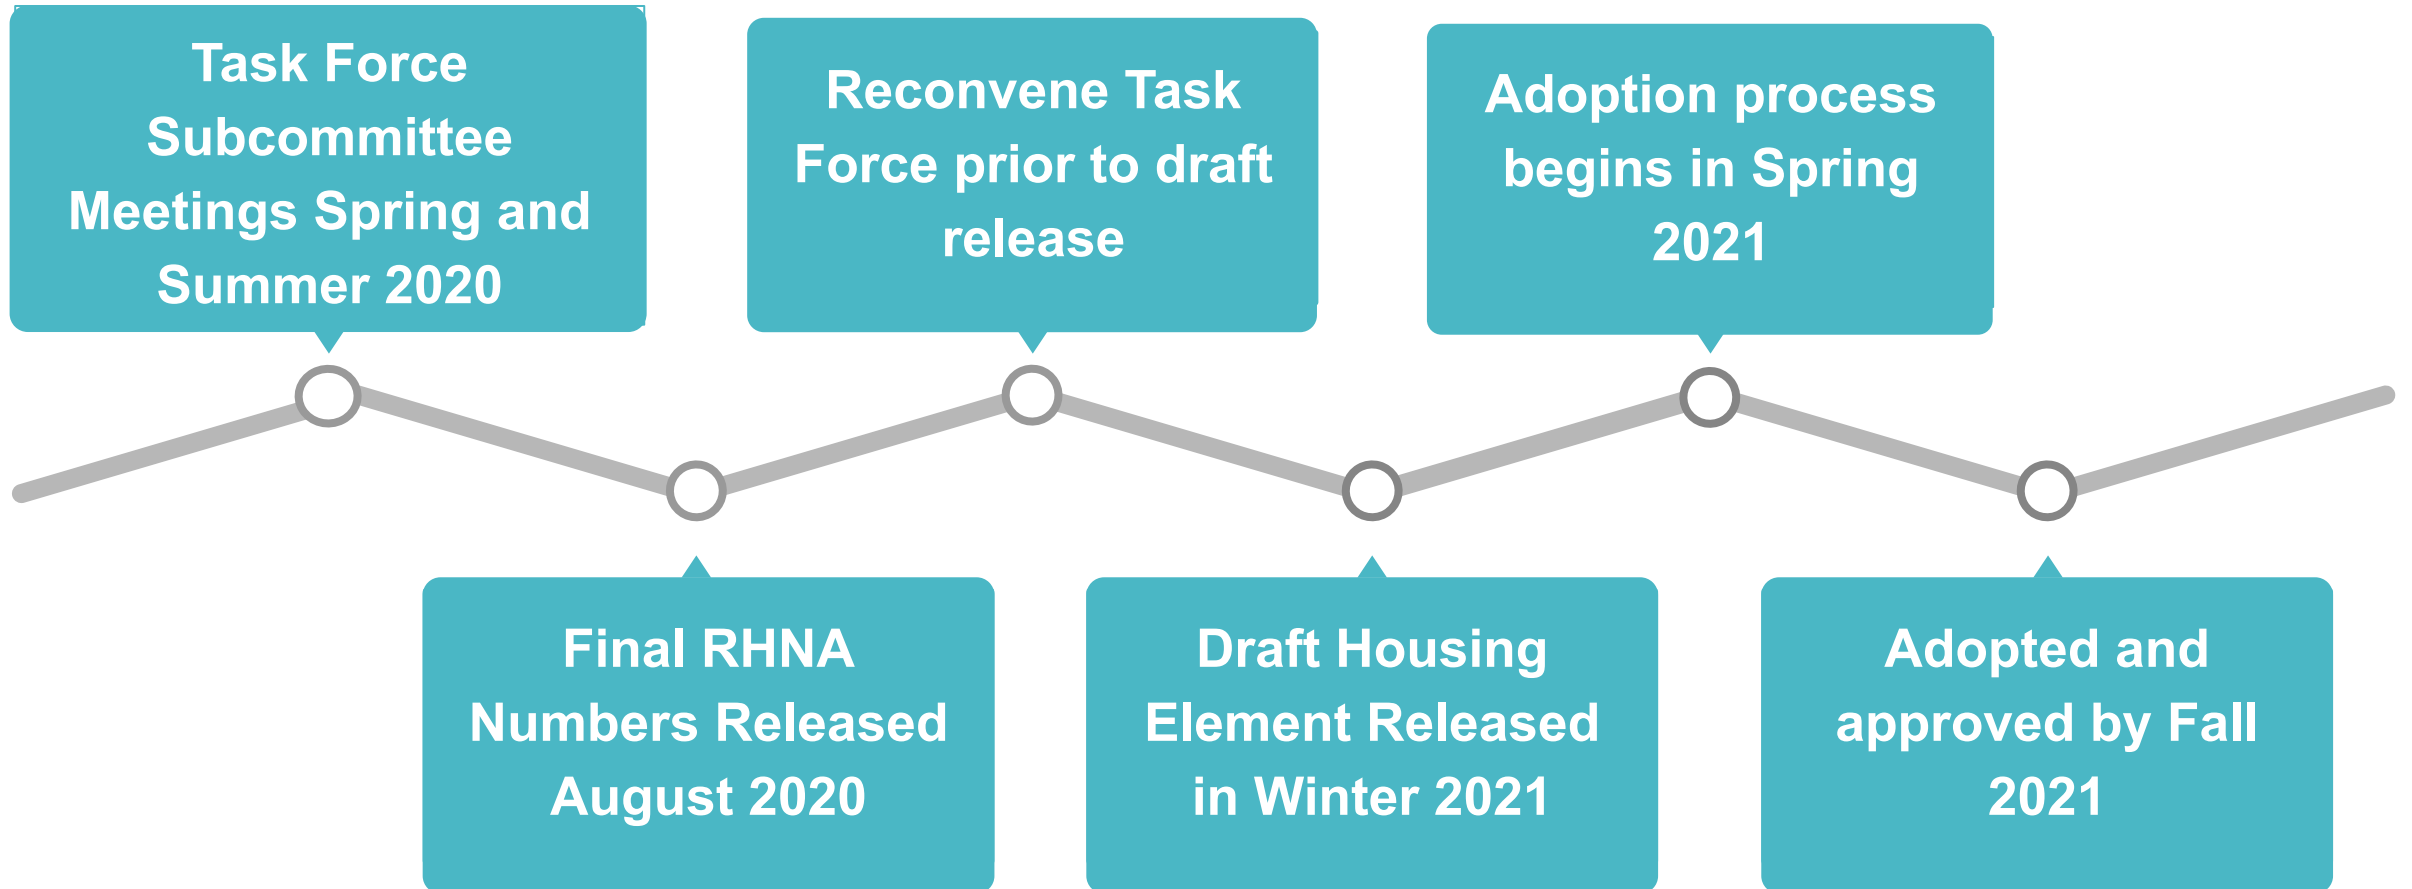 Task Force
Subcommittee
Meetings Spring and
Summer 2020
Final RHNA
Numbers Released
August 2020
Reconvene Task
Force prior to draft
release
Draft Housing
Element Released
in Winter 2021
Adoption process
begins in Spring
2021
Adopted and
approved by Fall
2021